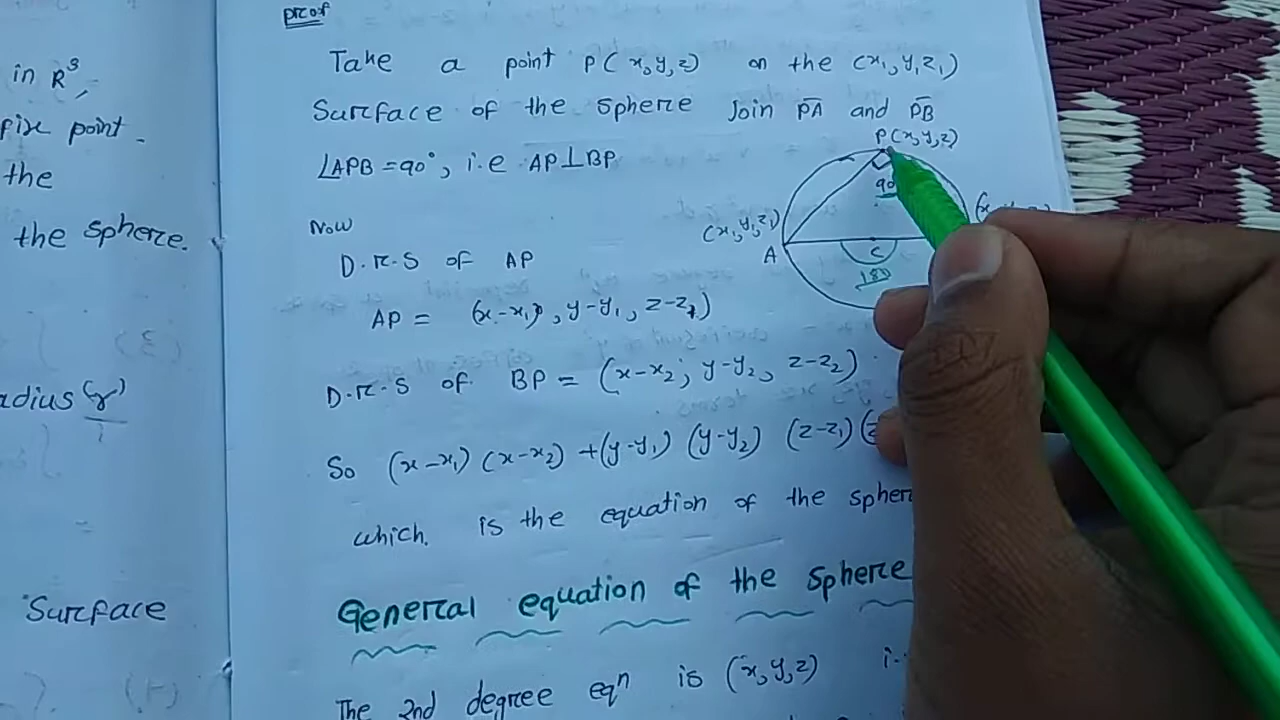 in R³,
fix point.
the
the sphere.
radius (r)
Surface
Proof
Take a point P(x, y, z) on the (x₁, y₁ z₁)
Surface of the sphere Join P̅A̅ and P̅B̅
∠APB = 90°, i.e AP⊥BP
P(x, y, z)
90
(x₁, y₁, z₁)
A
C
180
Now
D.R.S of AP
AP = (x-x₁), y-y₁, z-z₁)
D.R.S of BP = (x-x₂, y-y₂, z-z₂)
So (x-x₁) (x-x₂) + (y-y₁) (y-y₂) (z-z₁) (z
which. is the equation of the spher
General equation of the sphere
The 2nd degree eqⁿ is (x, y, z) i.